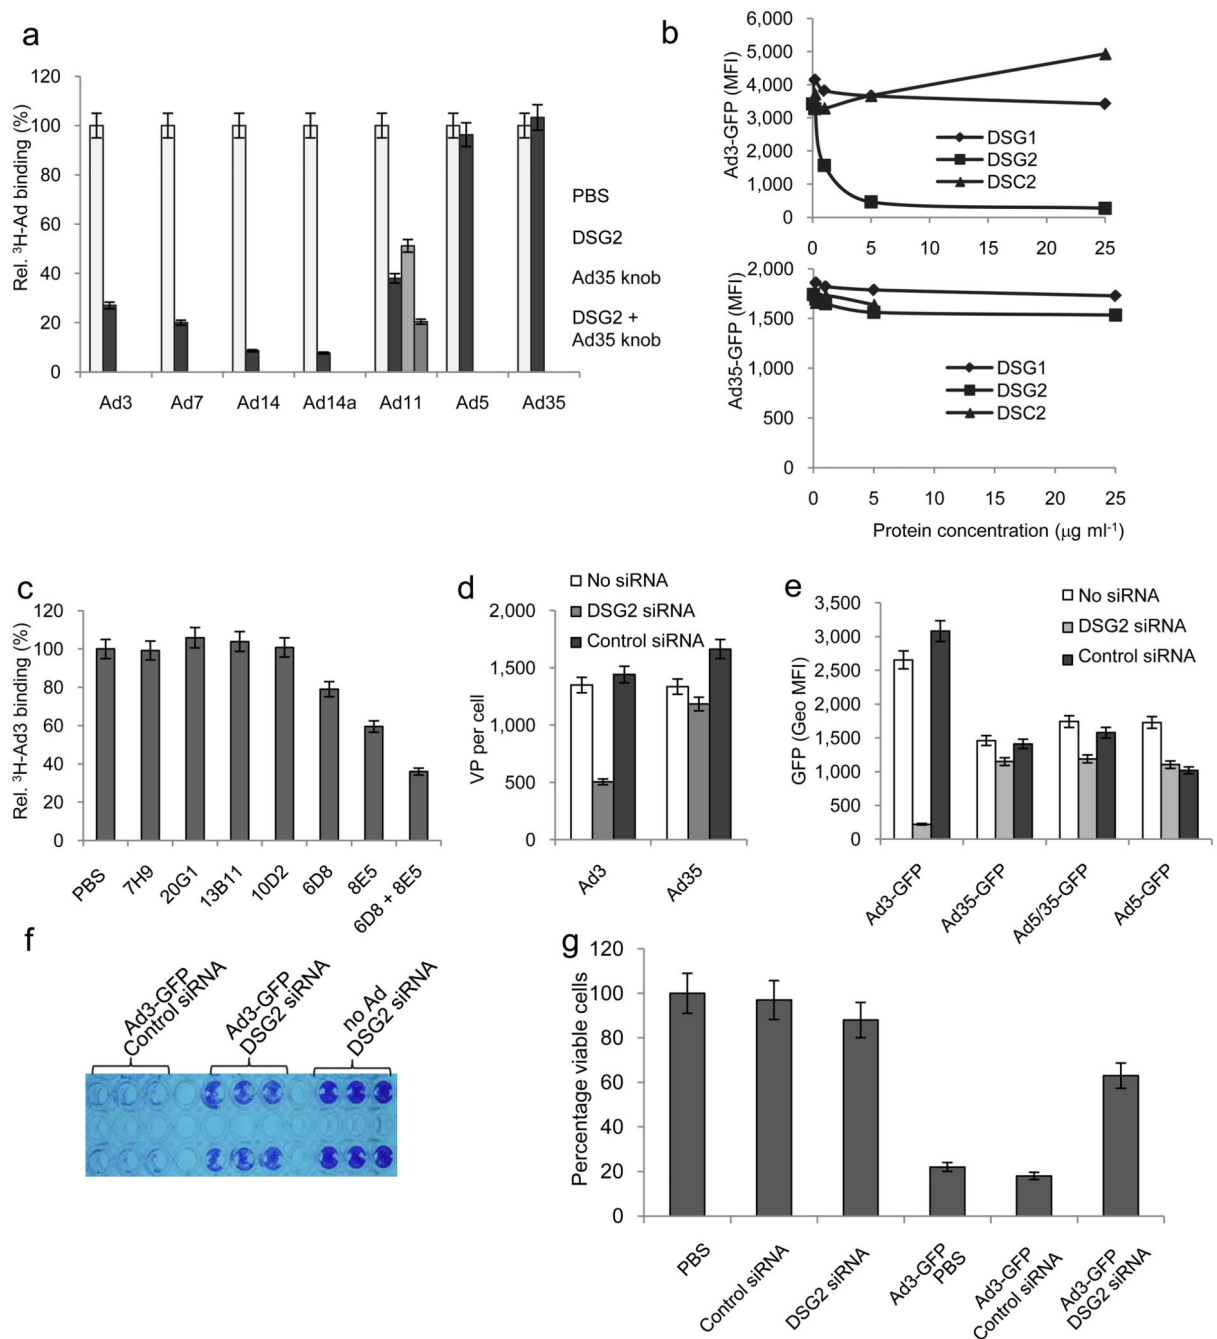 a
Rel. ³H-Ad binding (%)
120
100
80
60
40
20
0
Ad3 Ad7 Ad14 Ad14a Ad11 Ad5 Ad35
PBS
DSG2
Ad35 knob
DSG2 +
Ad35 knob
b
Ad3-GFP (MFI)
6,000
5,000
4,000
3,000
2,000
1,000
0
DSG1
DSG2
DSC2
0 5 10 15 20 25
Ad35-GFP (MFI)
2,000
1,500
1,000
500
0
DSG1
DSG2
DSC2
0 5 10 15 20 25
Protein concentration (µg ml⁻¹)
c
Rel. ³H-Ad3 binding (%)
120
100
80
60
40
20
0
PBS
7H9
20G1
13B11
10D2
6D8
8E5
6D8 + 8E5
d
No siRNA
DSG2 siRNA
Control siRNA
VP per cell
2,000
1,500
1,000
500
0
Ad3
Ad35
e
No siRNA
DSG2 siRNA
Control siRNA
GFP (Geo MFI)
3,500
3,000
2,500
2,000
1,500
1,000
500
0
Ad3-GFP
Ad35-GFP
Ad5/35-GFP
Ad5-GFP
f
Ad3-GFP
Control siRNA
Ad3-GFP
DSG2 siRNA
no Ad
DSG2 siRNA
g
Percentage viable cells
120
100
80
60
40
20
0
PBS
Control siRNA
DSG2 siRNA
Ad3-GFP
PBS
Ad3-GFP
Control siRNA
Ad3-GFP
DSG2 siRNA